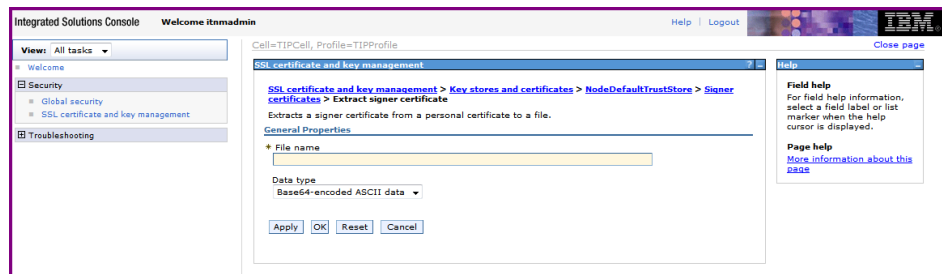 Integrated Solutions Console Welcome itnmadmin Help | Logout IBM.
View: All tasks
Welcome
Security
Global security
SSL certificate and key management
Troubleshooting
Cell=TIPCell, Profile=TIPProfile
Close page
SSL certificate and key management ? -
SSL certificate and key management > Key stores and certificates > NodeDefaultTrustStore > Signer
certificates > Extract signer certificate
Extracts a signer certificate from a personal certificate to a file.
General Properties
* File name
Data type
Base64-encoded ASCII data
Apply OK Reset Cancel
Help -
Field help
For field help information,
select a field label or list
marker when the help
cursor is displayed.
Page help
More information about this
page